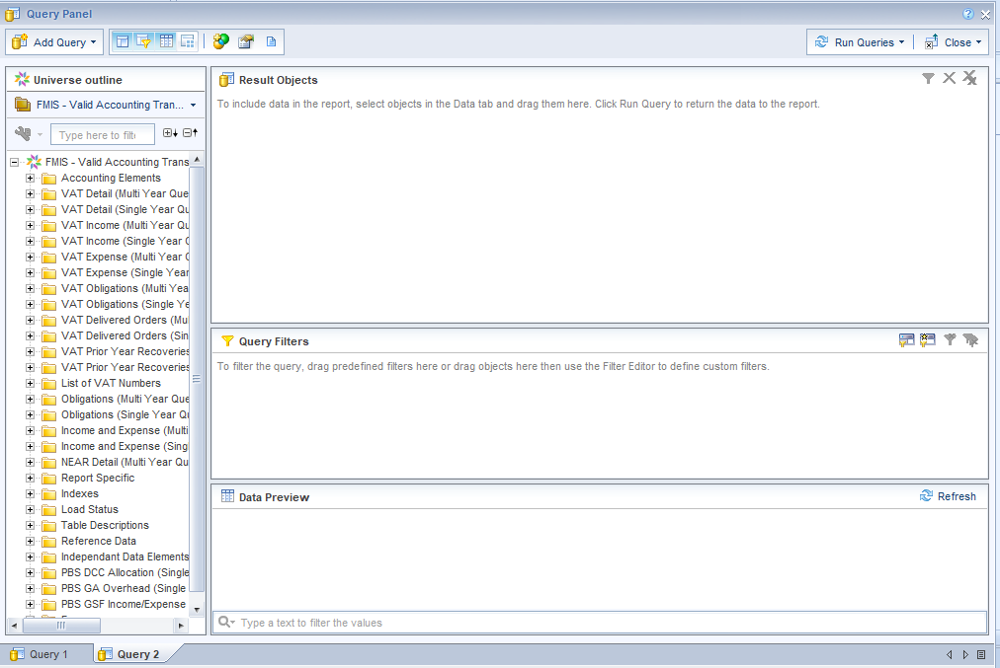 Query Panel
Add Query
Run Queries
Close
Universe outline
FMIS - Valid Accounting Tran...
Type here to filt
FMIS - Valid Accounting Trans
Accounting Elements
VAT Detail (Multi Year Que
VAT Detail (Single Year Qu
VAT Income (Multi Year Qu
VAT Income (Single Year Q
VAT Expense (Multi Year Q
VAT Expense (Single Year
VAT Obligations (Multi Yea
VAT Obligations (Single Ye
VAT Delivered Orders (Mul
VAT Delivered Orders (Sin
VAT Prior Year Recoveries
VAT Prior Year Recoveries
List of VAT Numbers
Obligations (Multi Year Que
Obligations (Single Year Qu
Income and Expense (Multi
Income and Expense (Sing
NEAR Detail (Multi Year Qu
Report Specific
Indexes
Load Status
Table Descriptions
Reference Data
Independant Data Elements
PBS DCC Allocation (Single
PBS GA Overhead (Single
PBS GSF Income/Expense
Result Objects
To include data in the report, select objects in the Data tab and drag them here. Click Run Query to return the data to the report.
Query Filters
To filter the query, drag predefined filters here or drag objects here then use the Filter Editor to define custom filters.
Data Preview
Refresh
Type a text to filter the values
Query 1
Query 2